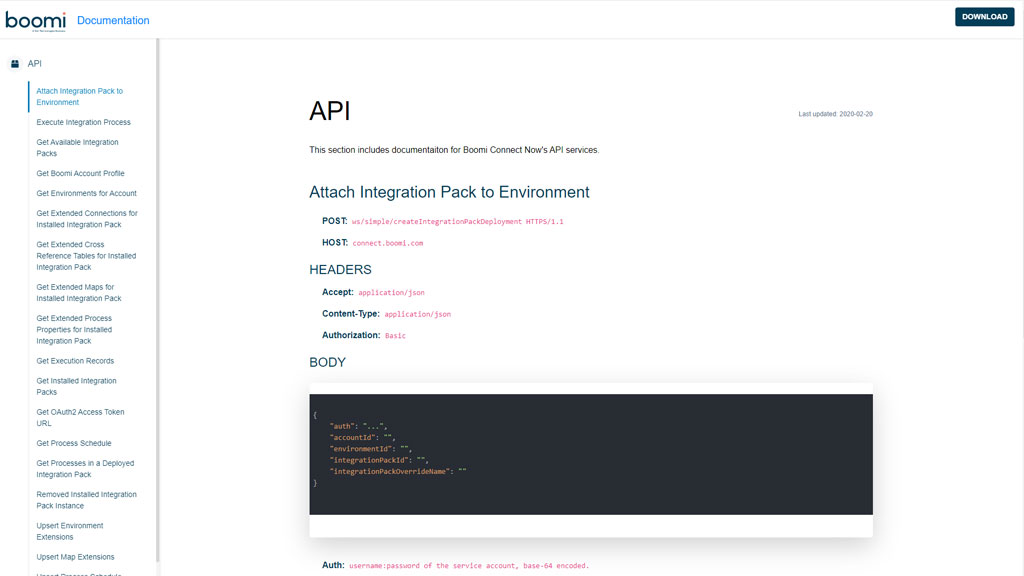 boomi Documentation
DOWNLOAD
API
Attach Integration Pack to
Environment
Execute Integration Process
Get Available Integration
Packs
Get Boomi Account Profile
Get Environments for Account
Get Extended Connections for
Installed Integration Pack
Get Extended Cross
Reference Tables for Installed
Integration Pack
Get Extended Maps for
Installed Integration Pack
Get Extended Process
Properties for Installed
Integration Pack
Get Execution Records
Get Installed Integration
Packs
Get OAuth2 Access Token
URL
Get Process Schedule
Get Processes in a Deployed
Integration Pack
Removed Installed Integration
Pack Instance
Upsert Environment
Extensions
Upsert Map Extensions
Upsert Process Schedule
API
Last updated: 2020-02-20
This section includes documentaiton for Boomi Connect Now's API services.
Attach Integration Pack to Environment
POST: ws/simple/createIntegrationPackDeployment HTTPS/1.1
HOST: connect.boomi.com
HEADERS
Accept: application/json
Content-Type: application/json
Authorization: Basic
BODY
{
"auth": "...",
"accountId": "",
"environmentId": "",
"integrationPackId": "",
"integrationPackOverrideName": ""
}
Auth: username:password of the service account, base-64 encoded.